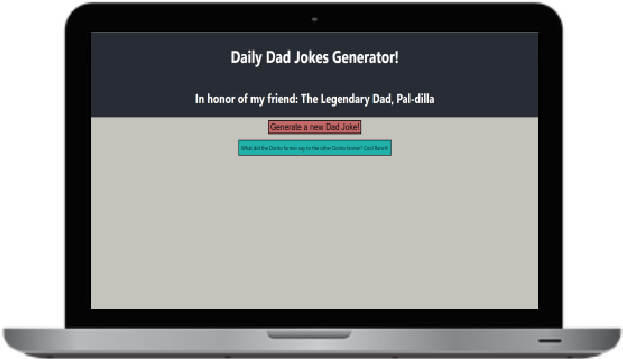 Daily Dad Jokes Generator!
In honor of my friend: The Legendary Dad, Pal-dilla
Generate a new Dad Joke!
What did the Dorito farmer say to the other Dorito farmer? Cool Ranch!